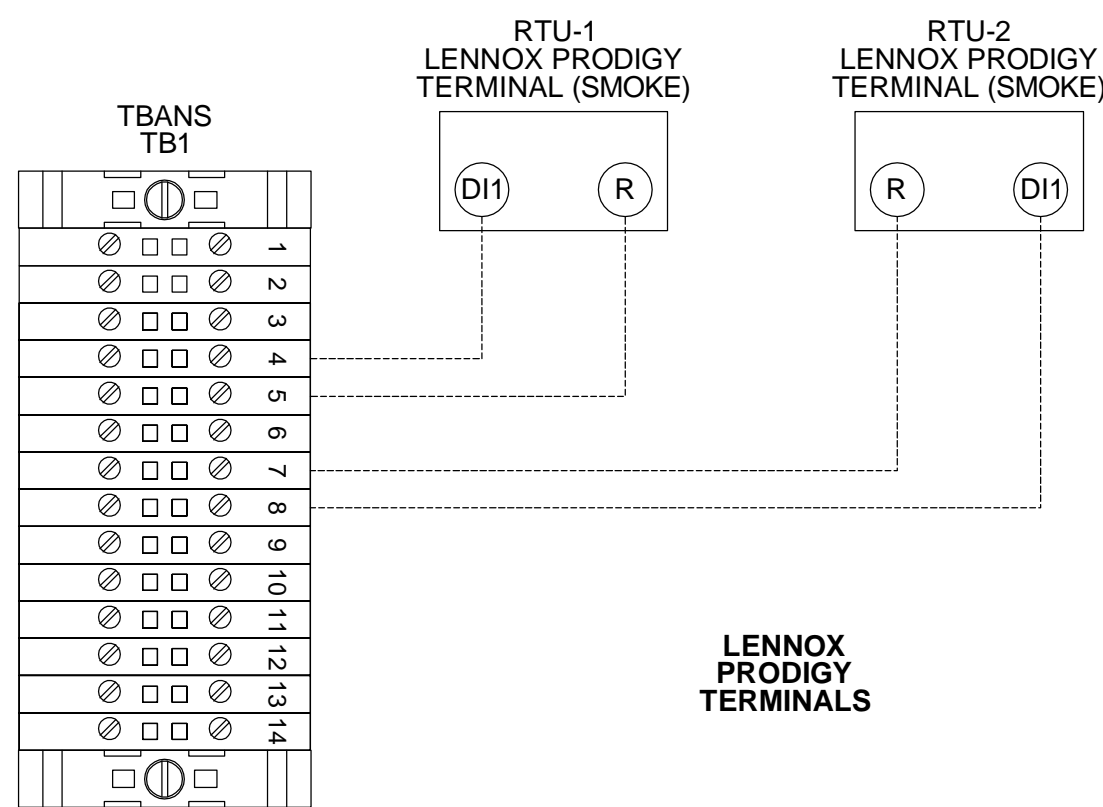 RTU-1
LENNOX PRODIGY
TERMINAL (SMOKE)
RTU-2
LENNOX PRODIGY
TERMINAL (SMOKE)
TBANS
TB1
DI1
R
R
DI1
1
2
3
4
5
6
7
8
9
10
11
12
13
14
LENNOX
PRODIGY
TERMINALS